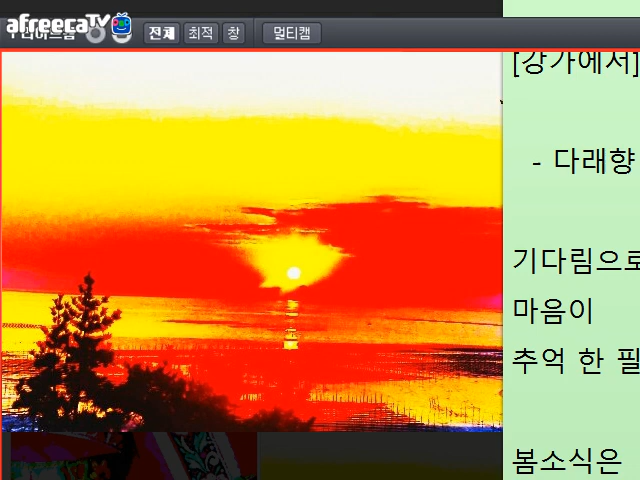 afreecaTV
전체 최적 창 멀티캠
[강가에서]
- 다래향
기다림으로
마음이
추억 한 필
봄소식은